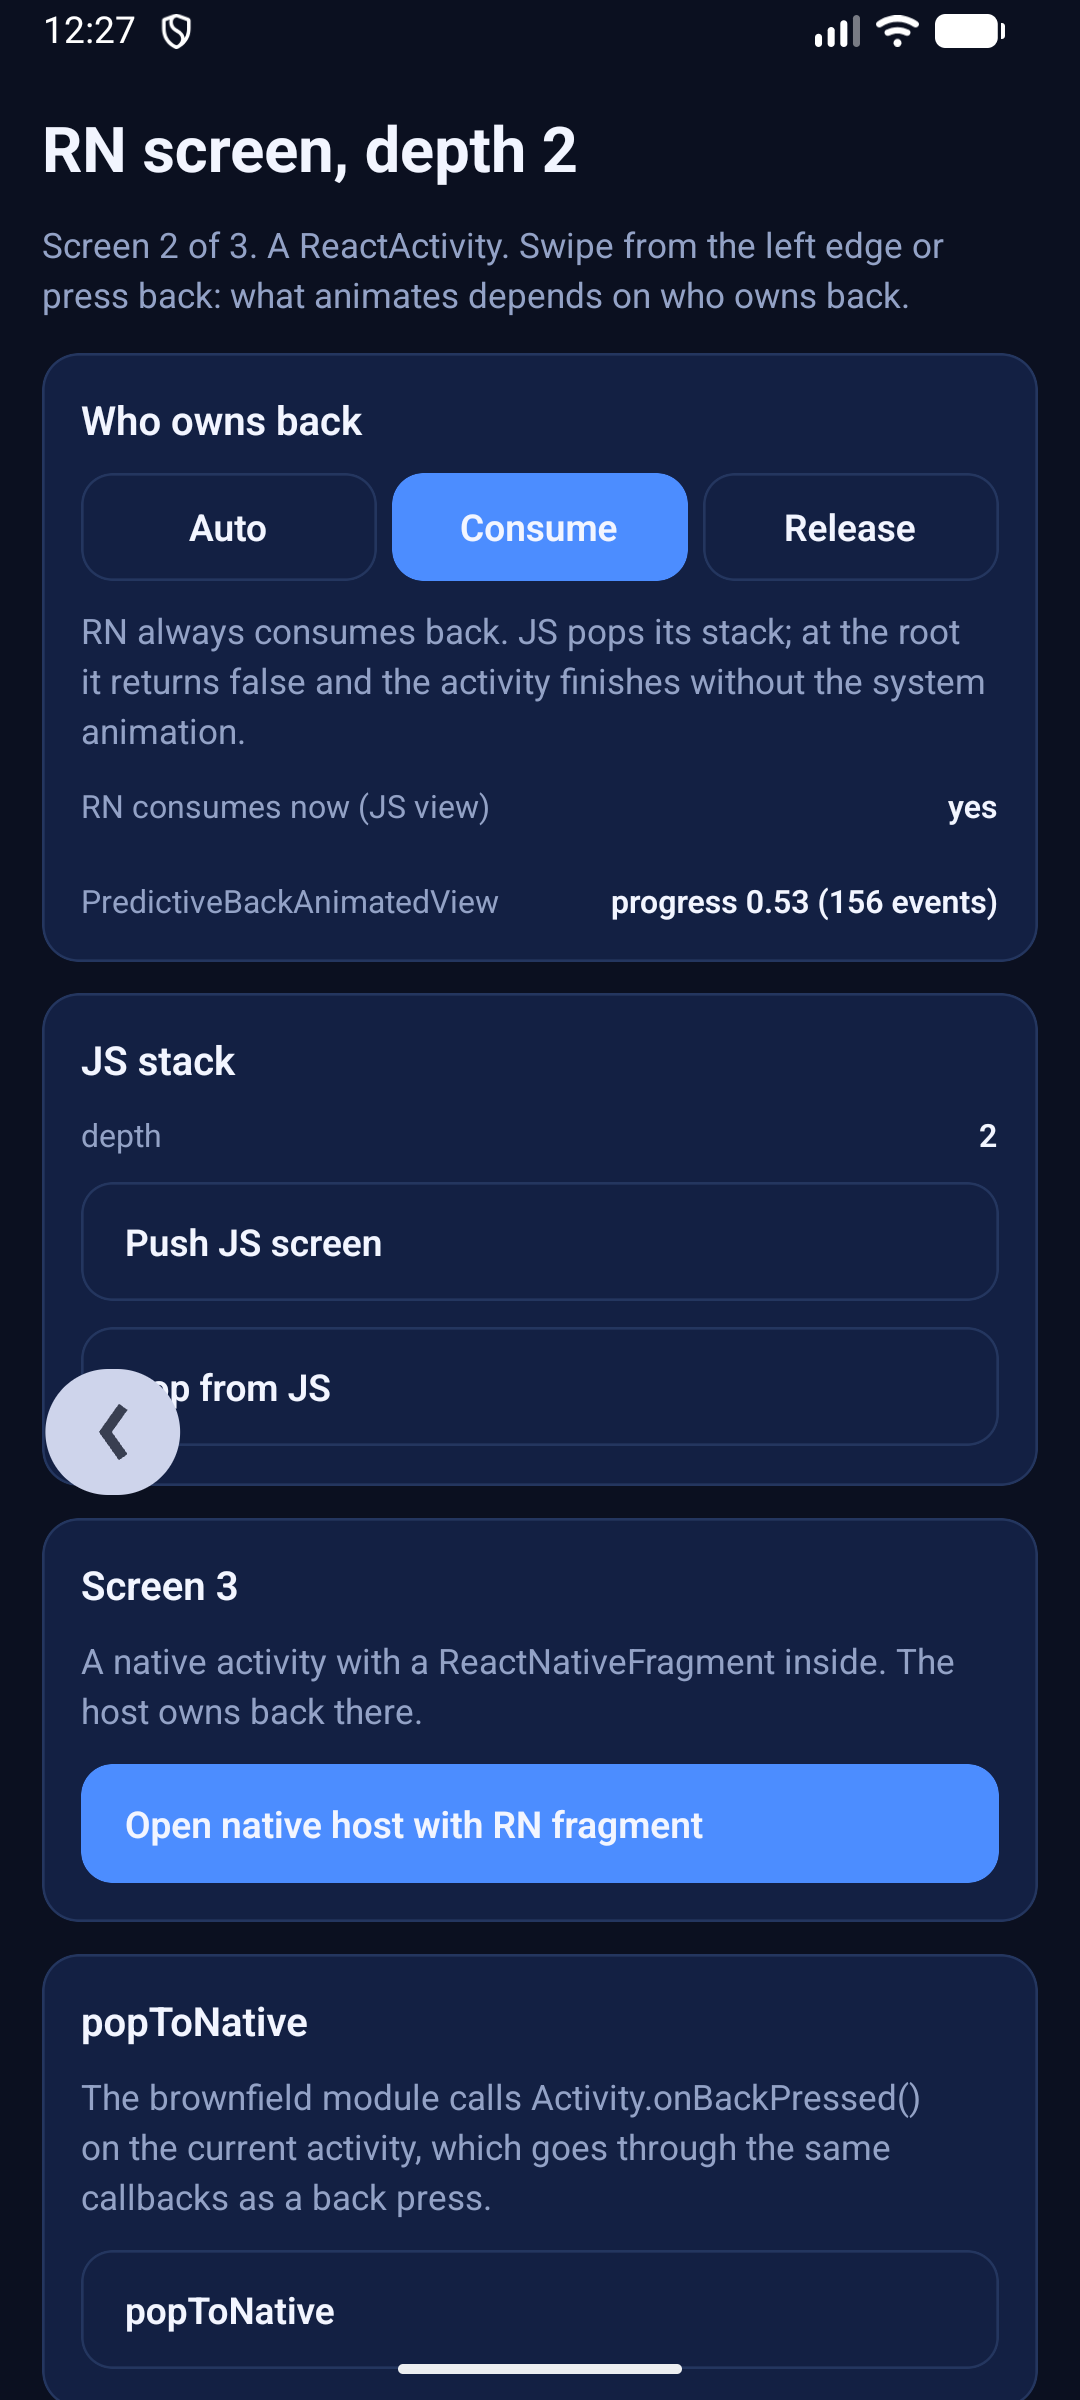 12:27
RN screen, depth 2
Screen 2 of 3. A ReactActivity. Swipe from the left edge or
press back: what animates depends on who owns back.
Who owns back
Auto
Consume
Release
RN always consumes back. JS pops its stack; at the root
it returns false and the activity finishes without the system
animation.
RN consumes now (JS view)
yes
PredictiveBackAnimatedView
progress 0.53 (156 events)
JS stack
depth
2
Push JS screen
op from JS
Screen 3
A native activity with a ReactNativeFragment inside. The
host owns back there.
Open native host with RN fragment
popToNative
The brownfield module calls Activity.onBackPressed()
on the current activity, which goes through the same
callbacks as a back press.
popToNative